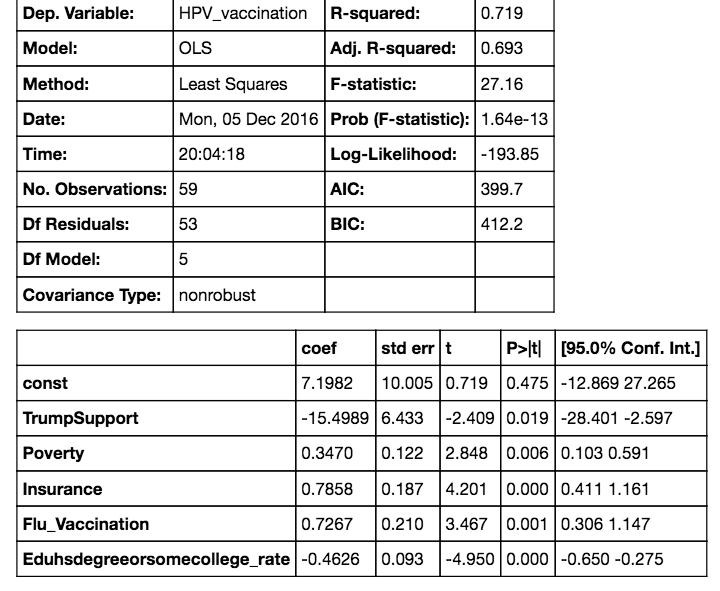 Dep. Variable: HPV_vaccination R-squared: 0.719
Model: OLS Adj. R-squared: 0.693
Method: Least Squares F-statistic: 27.16
Date: Mon, 05 Dec 2016 Prob (F-statistic): 1.64e-13
Time: 20:04:18 Log-Likelihood: -193.85
No. Observations: 59 AIC: 399.7
Df Residuals: 53 BIC: 412.2
Df Model: 5
Covariance Type: nonrobust
coef std err t P>|t| [95.0% Conf. Int.]
const 7.1982 10.005 0.719 0.475 -12.869 27.265
TrumpSupport -15.4989 6.433 -2.409 0.019 -28.401 -2.597
Poverty 0.3470 0.122 2.848 0.006 0.103 0.591
Insurance 0.7858 0.187 4.201 0.000 0.411 1.161
Flu_Vaccination 0.7267 0.210 3.467 0.001 0.306 1.147
Eduhsdegreeorsomecollege_rate -0.4626 0.093 -4.950 0.000 -0.650 -0.275